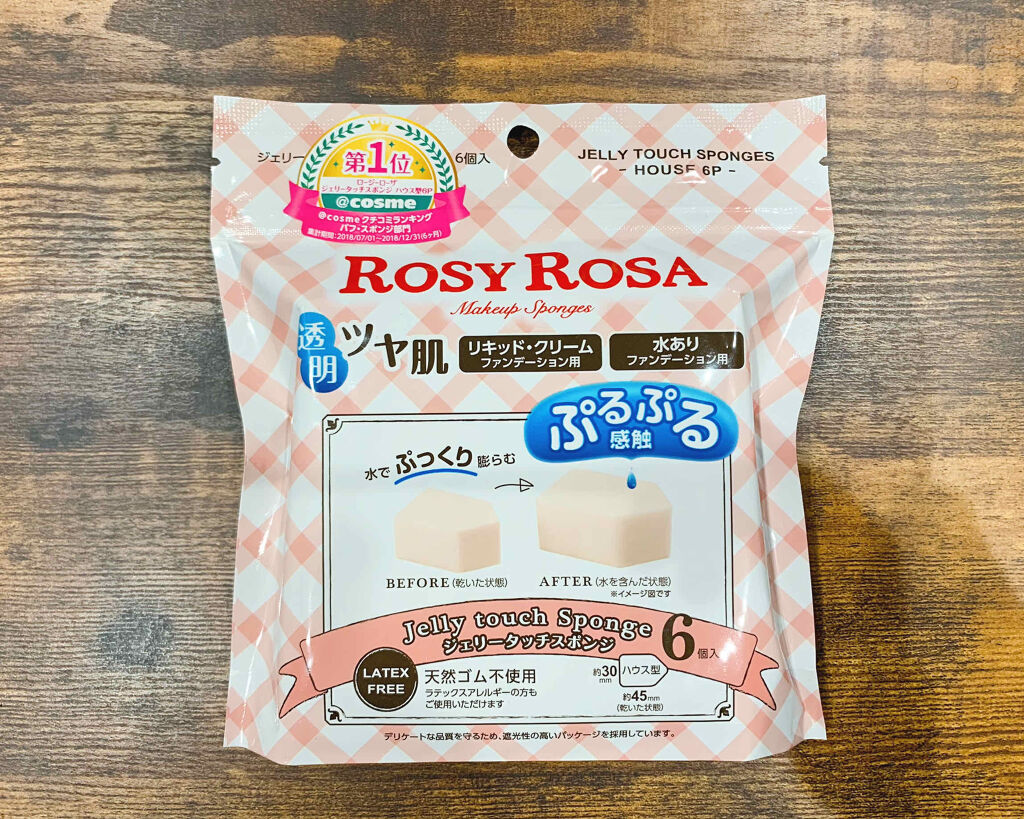 ジェリー
6個入
第1位
ロージーローザ
ジェリータッチスポンジ ハウス型6P
@cosme
@cosmeクチコミランキング
パフ・スポンジ部門
集計期間:2018/07/01~2018/12/31(6ヶ月)
JELLY TOUCH SPONGES
- HOUSE 6P -
ROSY ROSA
Makeup Sponges
透明
ツヤ肌
リキッド・クリーム
ファンデーション用
水あり
ファンデーション用
ぷるぷる
感触
水でぷっくり膨らむ
BEFORE(乾いた状態)
AFTER(水を含んだ状態)
※イメージ図です
Jelly touch Sponge
ジェリータッチスポンジ
6個入
LATEX
FREE
天然ゴム不使用
ラテックスアレルギーの方も
ご使用いただけます
約30mm
ハウス型
約45mm
(乾いた状態)
デリケートな品質を守るため、遮光性の高いパッケージを採用しています。